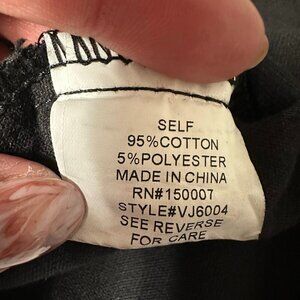 SELF
95%COTTON
5%POLYESTER
MADE IN CHINA
RN#150007
STYLE#VJ6004
SEE REVERSE
FOR CARE